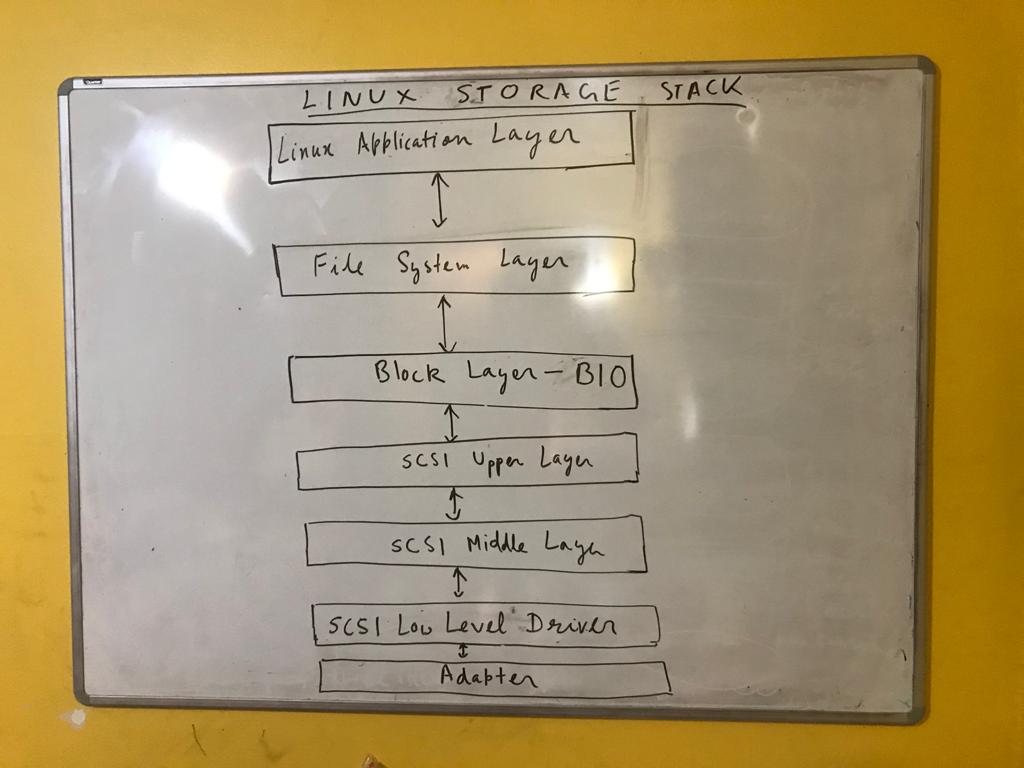 LINUX STORAGE STACK
Linux Application Layer
File System Layer
Block Layer - BIO
SCSI Upper Layer
SCSI Middle Layer
SCSI Low Level Driver
Adapter